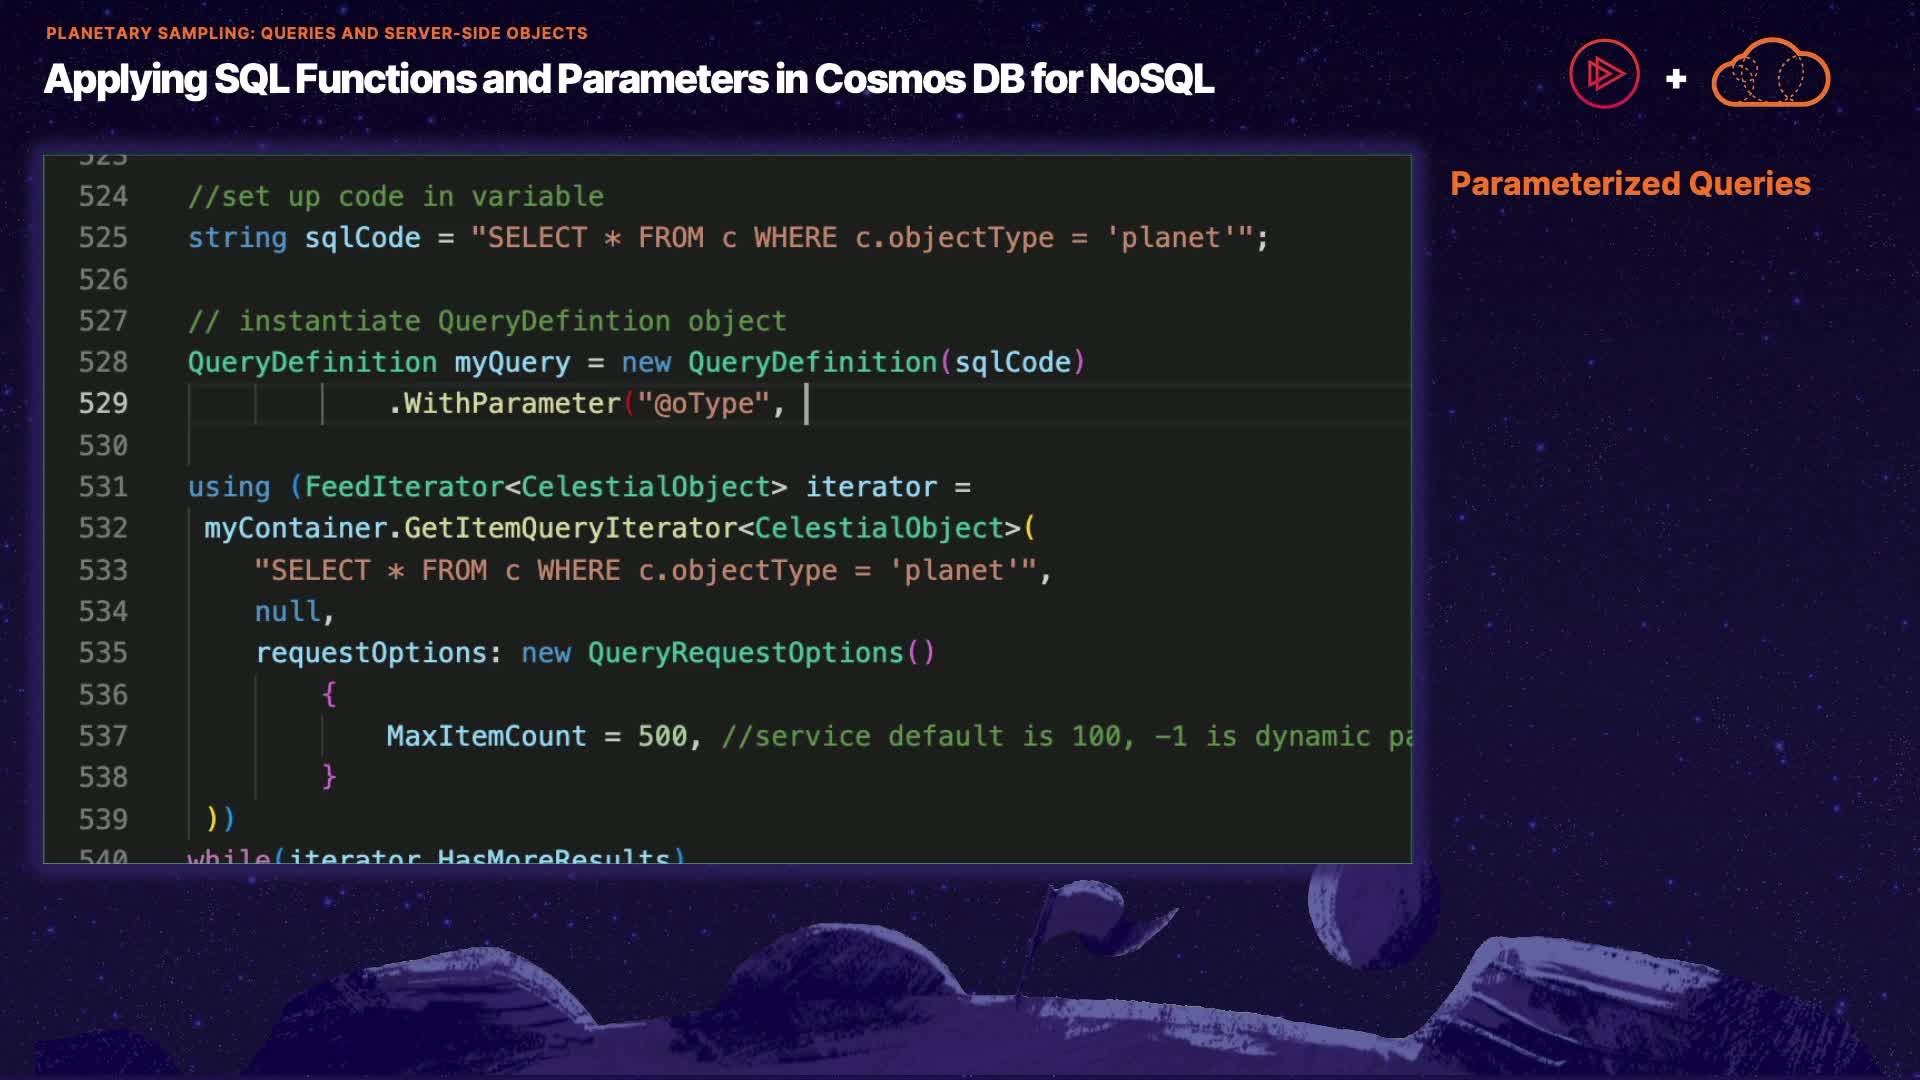 PLANETARY SAMPLING: QUERIES AND SERVER-SIDE OBJECTS
Applying SQL Functions and Parameters in Cosmos DB for NoSQL
+
Parameterized Queries
523
524 //set up code in variable
525 string sqlCode = "SELECT * FROM c WHERE c.objectType = 'planet'";
526
527 // instantiate QueryDefintion object
528 QueryDefinition myQuery = new QueryDefinition(sqlCode)
529 .WithParameter("@oType",
530
531 using (FeedIterator<CelestialObject> iterator =
532 myContainer.GetItemQueryIterator<CelestialObject>(
533 "SELECT * FROM c WHERE c.objectType = 'planet'",
534 null,
535 requestOptions: new QueryRequestOptions()
536 {
537 MaxItemCount = 500, //service default is 100, -1 is dynamic pa
538 }
539 ))
540 while(iterator.HasMoreResults)